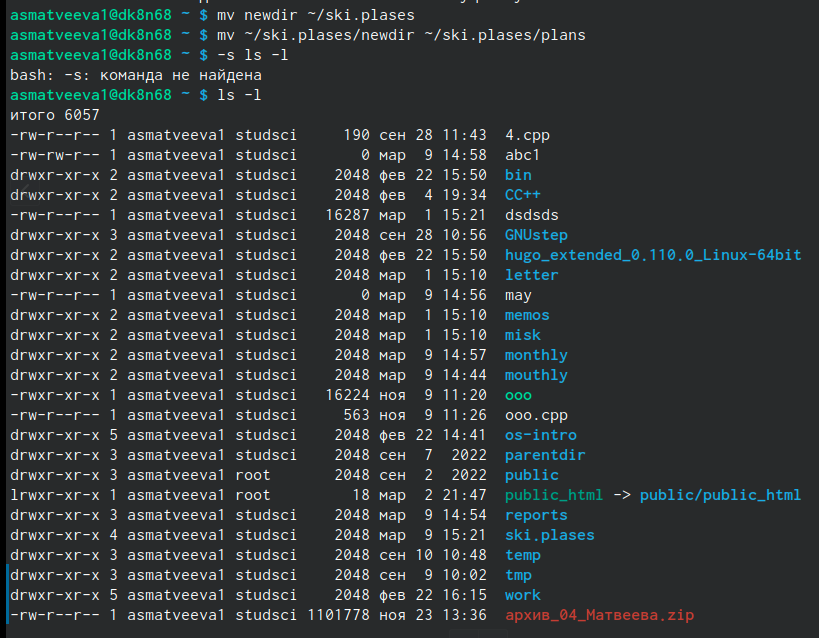 asmatveeva1@dk8n68 ~ $ mv newdir ~/ski.plases
asmatveeva1@dk8n68 ~ $ mv ~/ski.plases/newdir ~/ski.plases/plans
asmatveeva1@dk8n68 ~ $ -s ls -l
bash: -s: команда не найдена
asmatveeva1@dk8n68 ~ $ ls -l
итого 6057
-rw-r--r-- 1 asmatveeva1 studsci     190 сен 28 11:43  4.cpp
-rw-rw-r-- 1 asmatveeva1 studsci       0 мар  9 14:58  abc1
drwxr-xr-x 2 asmatveeva1 studsci    2048 фев 22 15:50  bin
drwxr-xr-x 2 asmatveeva1 studsci    2048 фев  4 19:34  CC++
-rw-r--r-- 1 asmatveeva1 studsci   16287 мар  1 15:21  dsdsds
drwxr-xr-x 3 asmatveeva1 studsci    2048 сен 28 10:56  GNUstep
drwxr-xr-x 2 asmatveeva1 studsci    2048 фев 22 15:50  hugo_extended_0.110.0_Linux-64bit
drwxr-xr-x 2 asmatveeva1 studsci    2048 мар  1 15:10  letter
-rw-r--r-- 1 asmatveeva1 studsci       0 мар  9 14:56  may
drwxr-xr-x 2 asmatveeva1 studsci    2048 мар  1 15:10  memos
drwxr-xr-x 2 asmatveeva1 studsci    2048 мар  1 15:10  misk
drwxr-xr-x 2 asmatveeva1 studsci    2048 мар  9 14:57  monthly
drwxr-xr-x 2 asmatveeva1 studsci    2048 мар  9 14:44  mouthly
-rwxr-xr-x 1 asmatveeva1 studsci   16224 ноя  9 11:20  ooo
-rw-r--r-- 1 asmatveeva1 studsci     563 ноя  9 11:26  ooo.cpp
drwxr-xr-x 5 asmatveeva1 studsci    2048 фев 22 14:41  os-intro
drwxr-xr-x 3 asmatveeva1 studsci    2048 сен  7  2022  parentdir
drwxr-xr-x 3 asmatveeva1 root       2048 сен  2  2022  public
lrwxr-xr-x 1 asmatveeva1 root         18 мар  2 21:47  public_html -> public/public_html
drwxr-xr-x 3 asmatveeva1 studsci    2048 мар  9 14:54  reports
drwxr-xr-x 4 asmatveeva1 studsci    2048 мар  9 15:21  ski.plases
drwxr-xr-x 3 asmatveeva1 studsci    2048 сен 10 10:48  temp
drwxr-xr-x 3 asmatveeva1 studsci    2048 сен  9 10:02  tmp
drwxr-xr-x 5 asmatveeva1 studsci    2048 фев 22 16:15  work
-rw-r--r-- 1 asmatveeva1 studsci 1101778 ноя 23 13:36  архив_04_Матвеева.zip